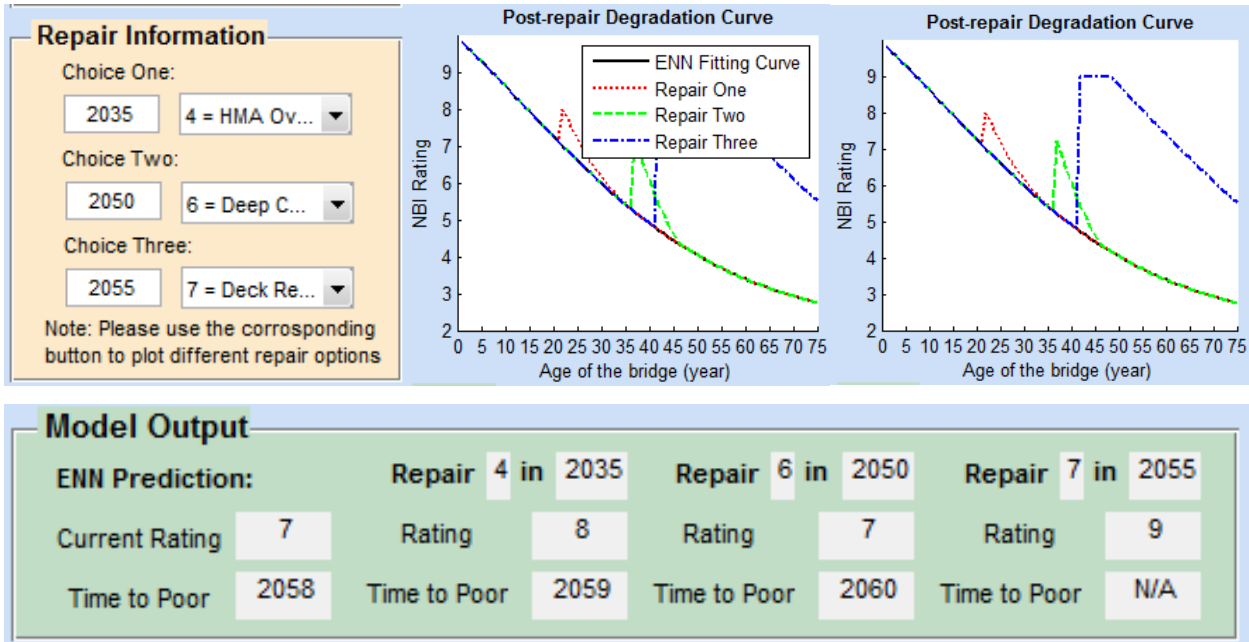 Repair Information
Choice One:
2035 4 = HMA Ov...
Choice Two:
2050 6 = Deep C...
Choice Three:
2055 7 = Deck Re...
Note: Please use the corrosponding
button to plot different repair options
Post-repair Degradation Curve
ENN Fitting Curve
Repair One
Repair Two
Repair Three
NBI Rating
9
8
7
6
5
4
3
2
0 5 10 15 20 25 30 35 40 45 50 55 60 65 70 75
Age of the bridge (year)
Post-repair Degradation Curve
NBI Rating
9
8
7
6
5
4
3
2
0 5 10 15 20 25 30 35 40 45 50 55 60 65 70 75
Age of the bridge (year)
Model Output
ENN Prediction: Repair 4 in 2035 Repair 6 in 2050 Repair 7 in 2055
Current Rating 7 Rating 8 Rating 7 Rating 9
Time to Poor 2058 Time to Poor 2059 Time to Poor 2060 Time to Poor N/A